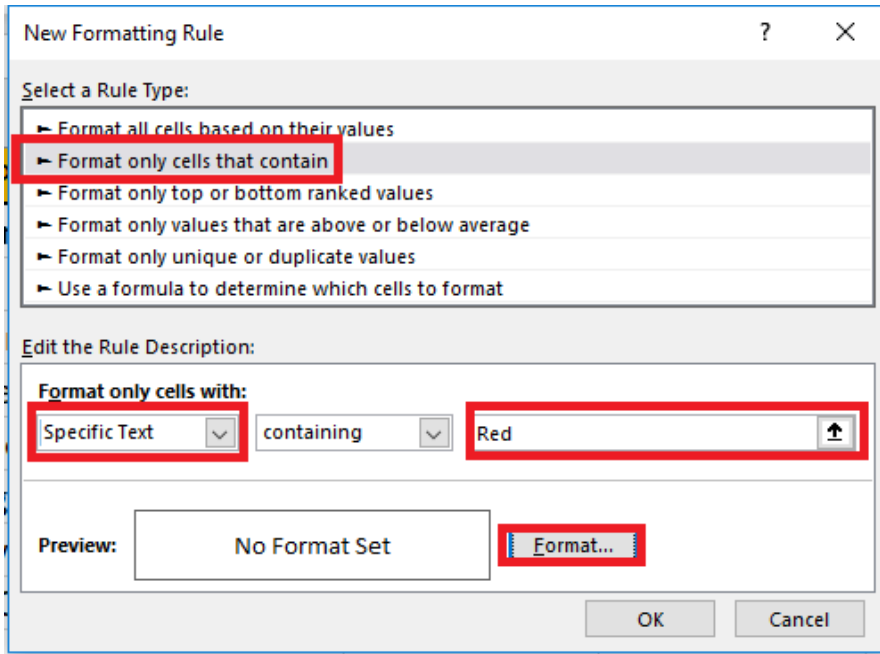 New Formatting Rule ? ×
Select a Rule Type:
► Format all cells based on their values
► Format only cells that contain
► Format only top or bottom ranked values
► Format only values that are above or below average
► Format only unique or duplicate values
► Use a formula to determine which cells to format
Edit the Rule Description:
Format only cells with:
Specific Text containing Red
Preview: No Format Set Format...
OK Cancel